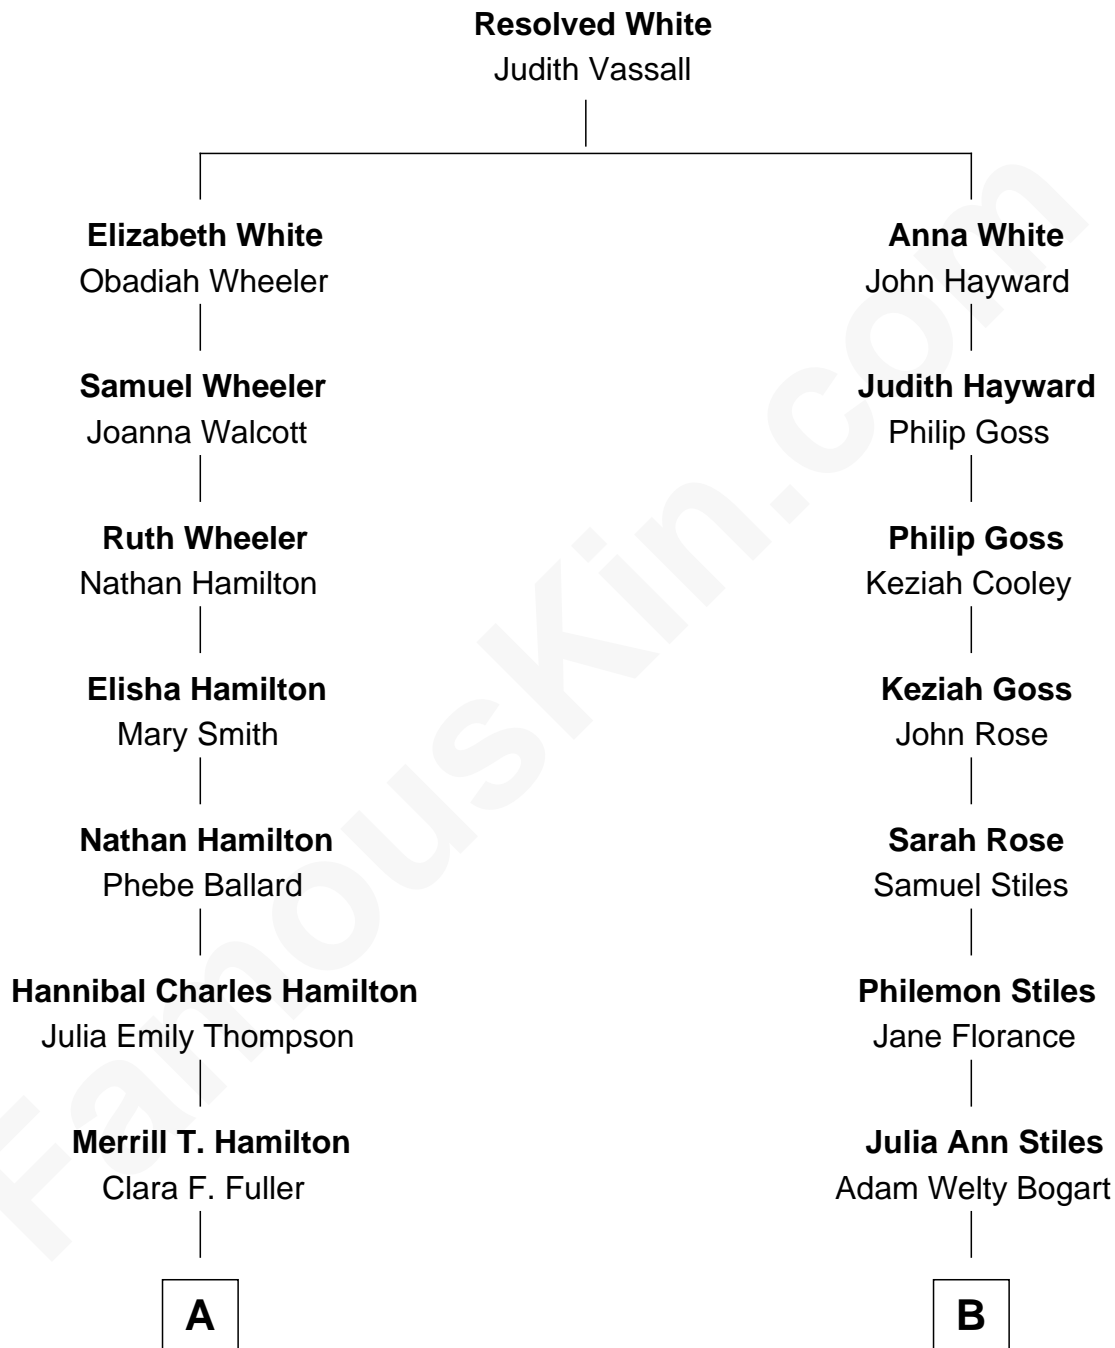 Resolved White
Judith Vassall
Elizabeth White
Obadiah Wheeler
Anna White
John Hayward
Samuel Wheeler
Joanna Walcott
Judith Hayward
Philip Goss
Ruth Wheeler
Nathan Hamilton
Philip Goss
Keziah Cooley
Elisha Hamilton
Mary Smith
Keziah Goss
John Rose
Nathan Hamilton
Phebe Ballard
Sarah Rose
Samuel Stiles
Hannibal Charles Hamilton
Julia Emily Thompson
Philemon Stiles
Jane Florance
Merrill T. Hamilton
Clara F. Fuller
Julia Ann Stiles
Adam Welty Bogart
A
B
FamousKin.com